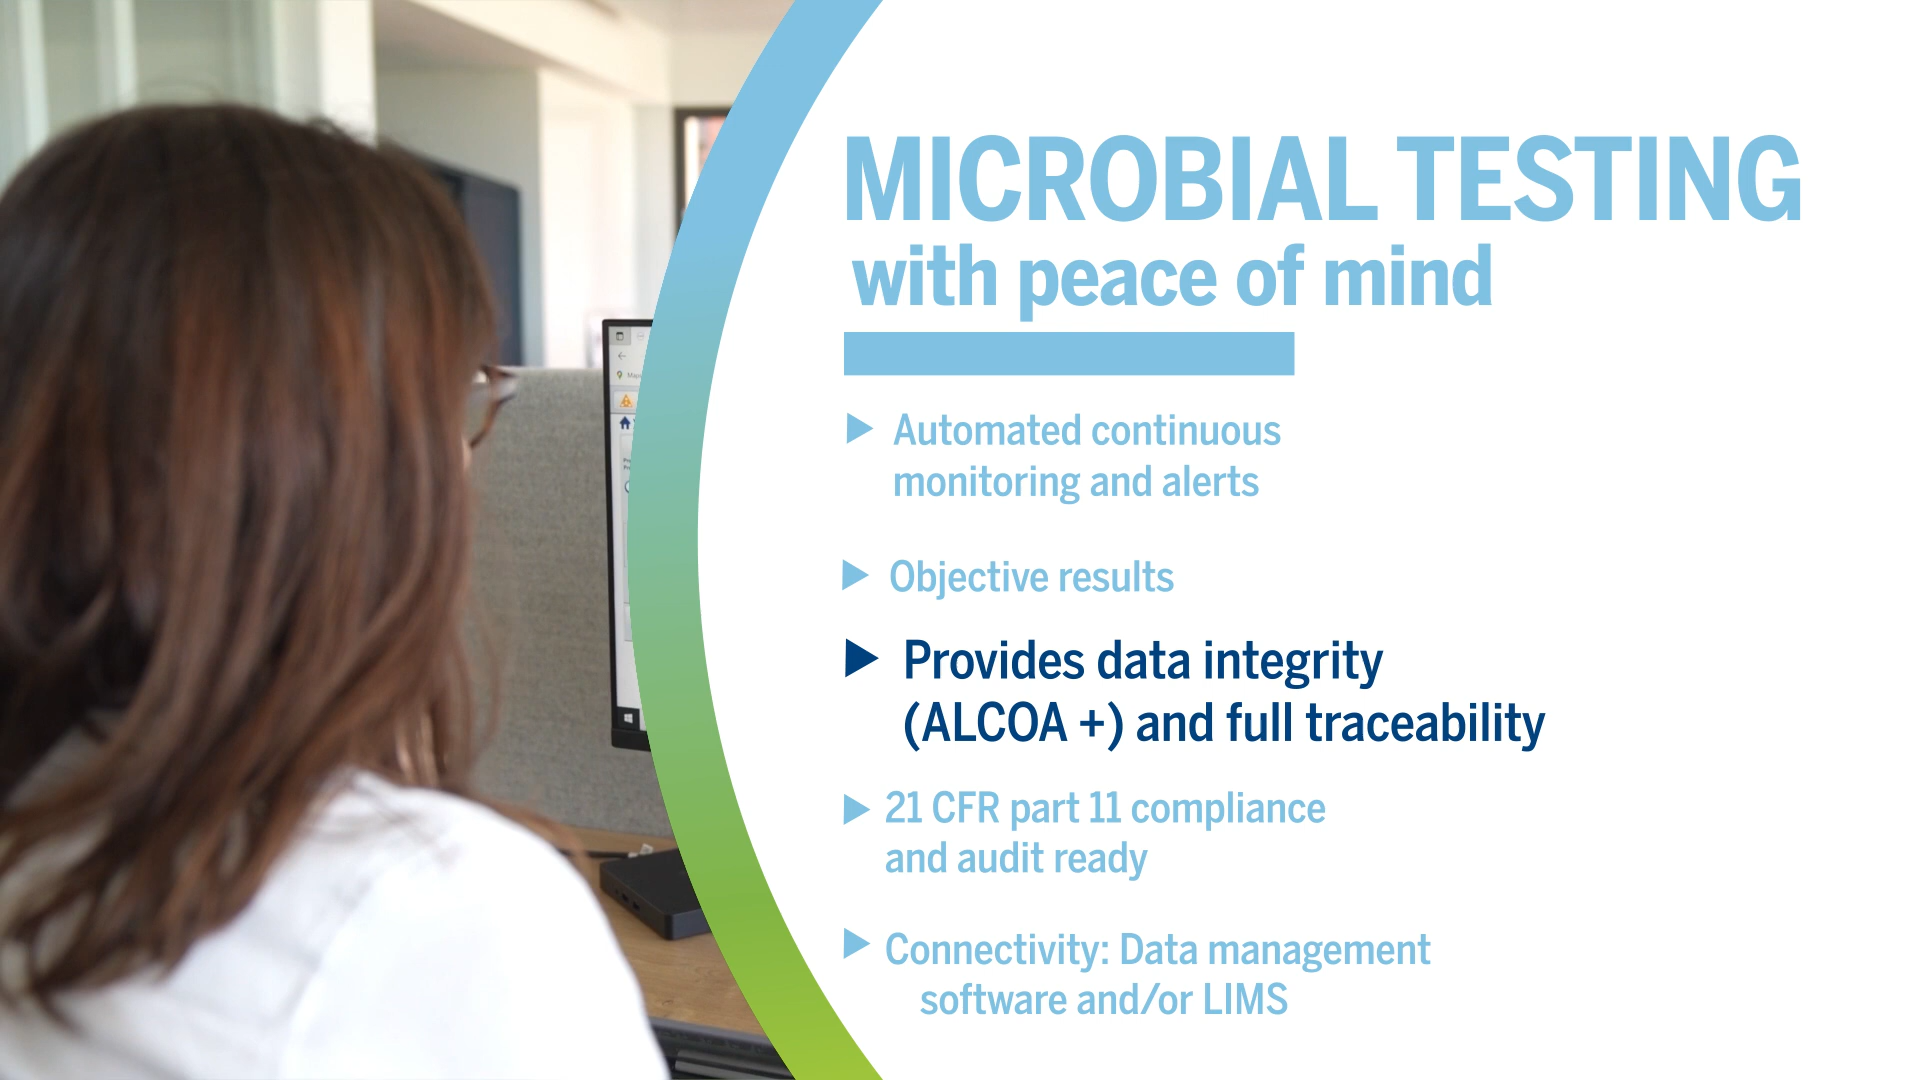 MICROBIAL TESTING
with peace of mind
Automated continuous
monitoring and alerts
Objective results
Provides data integrity
(ALCOA +) and full traceability
21 CFR part 11 compliance
and audit ready
Connectivity: Data management
software and/or LIMS